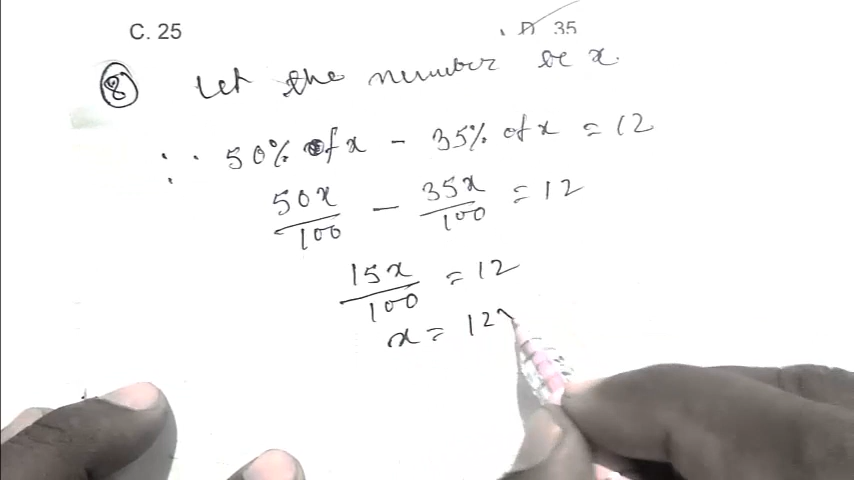 C. 25 D 35
8 Let the number be x.
∵ 50% of x - 35% of x = 12
50x/100 - 35x/100 = 12
15x/100 = 12
x = 12